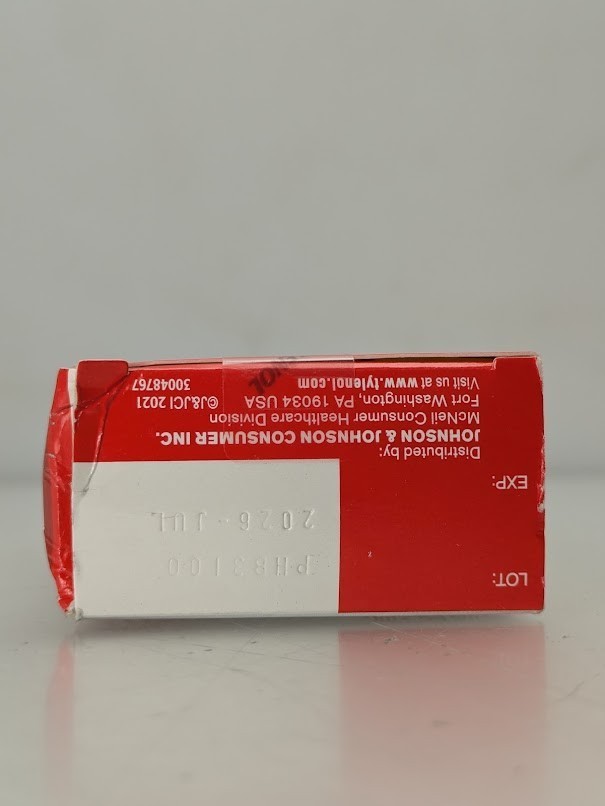 LOT:
PH83100
EXP:
2026-JUL
Distributed by:
JOHNSON & JOHNSON CONSUMER INC.
McNeil Consumer Healthcare Division
Fort Washington, PA 19034 USA ©J&JCI 2021
Visit us at www.tylenol.com 30048767